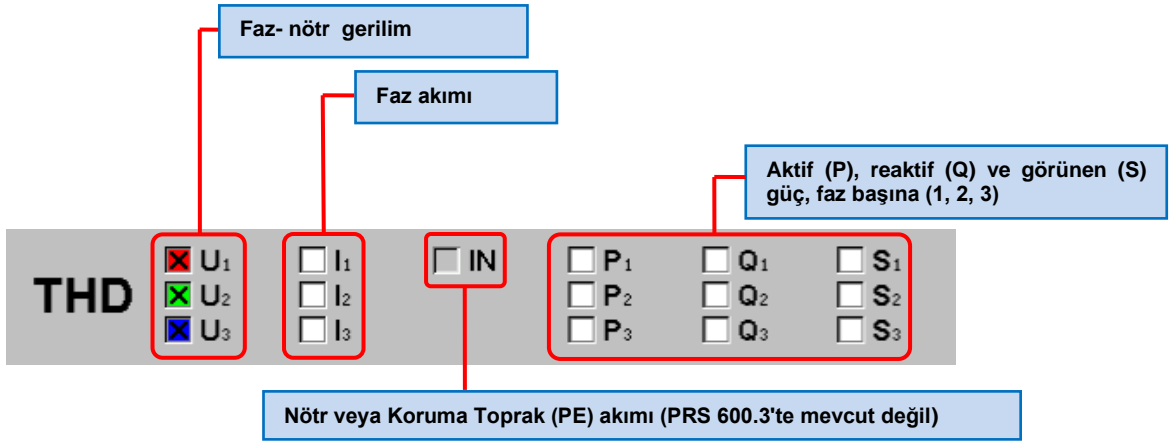 Faz- nötr gerilim
Faz akımı
Aktif (P), reaktif (Q) ve görünen (S)
güç, faz başına (1, 2, 3)
THD
U1 I1 IN P1 Q1 S1
U2 I2 P2 Q2 S2
U3 I3 P3 Q3 S3
Nötr veya Koruma Toprak (PE) akımı (PRS 600.3'te mevcut değil)